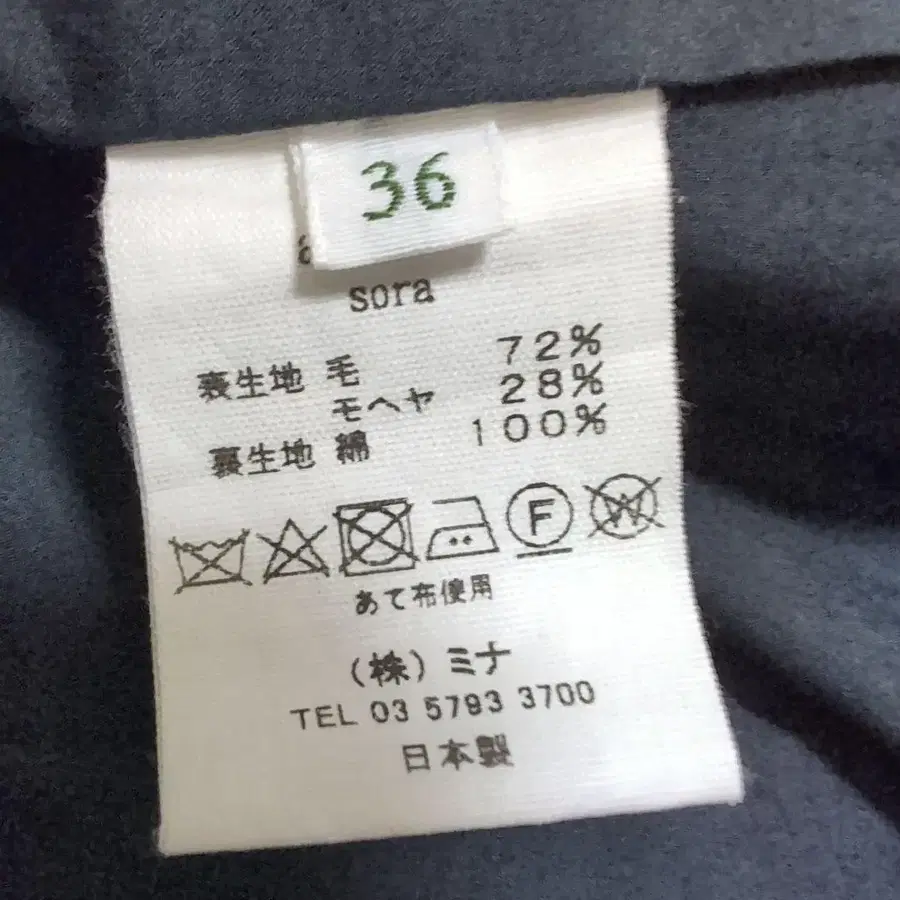 36
sora
表生地 毛 72%
モヘヤ 28%
裏生地 綿 100%
F
W
あて布使用
(株)ミナ
TEL 03 5793 3700
日本製